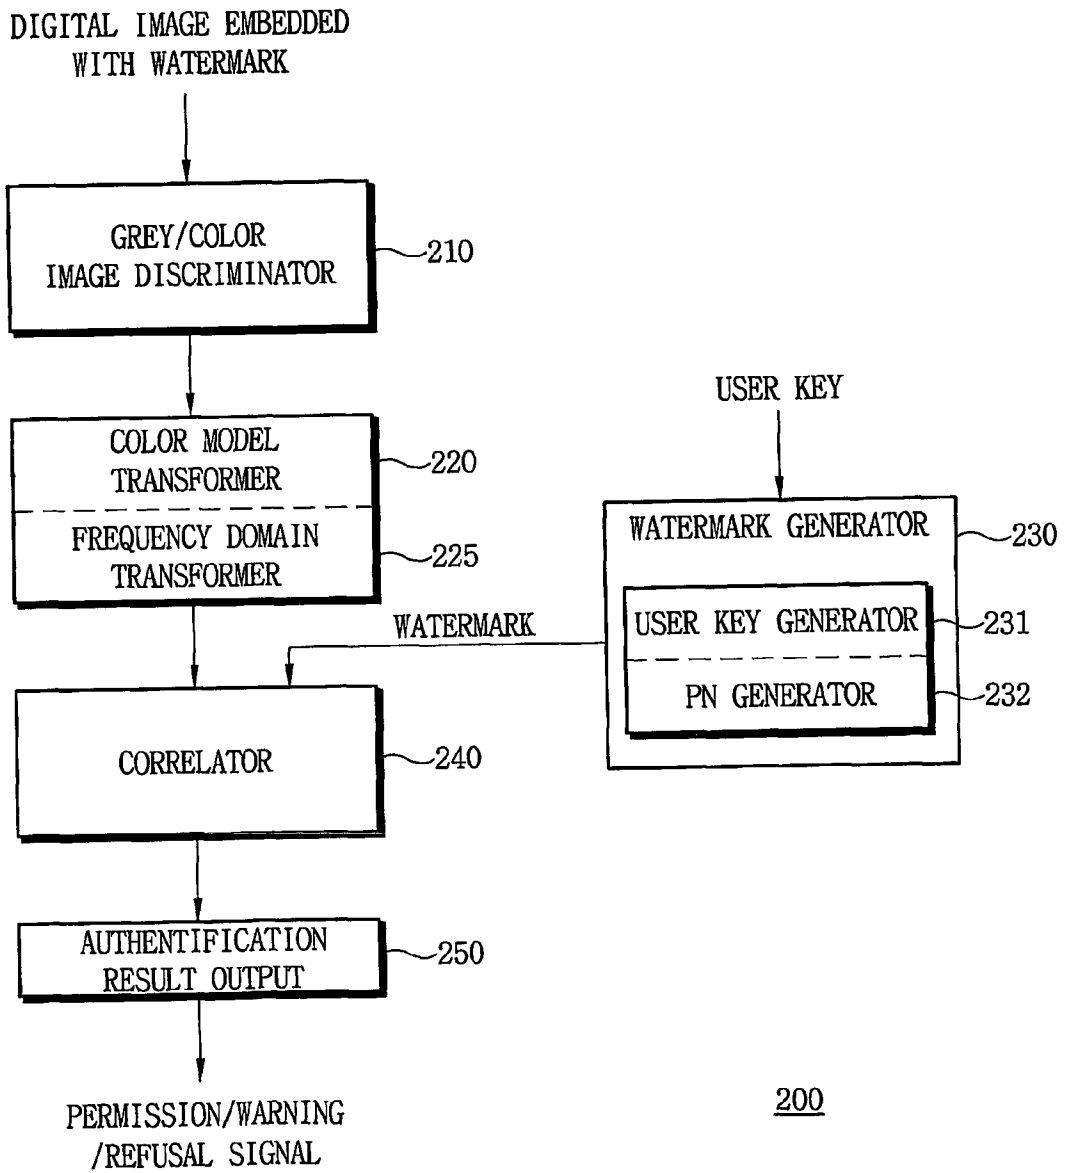 DIGITAL IMAGE EMBEDDED
WITH WATERMARK
GREY/COLOR
IMAGE DISCRIMINATOR
210
COLOR MODEL
TRANSFORMER
220
FREQUENCY DOMAIN
TRANSFORMER
225
USER KEY
WATERMARK GENERATOR
230
USER KEY GENERATOR
231
PN GENERATOR
232
WATERMARK
CORRELATOR
240
AUTHENTIFICATION
RESULT OUTPUT
250
PERMISSION/WARNING
/REFUSAL SIGNAL
200